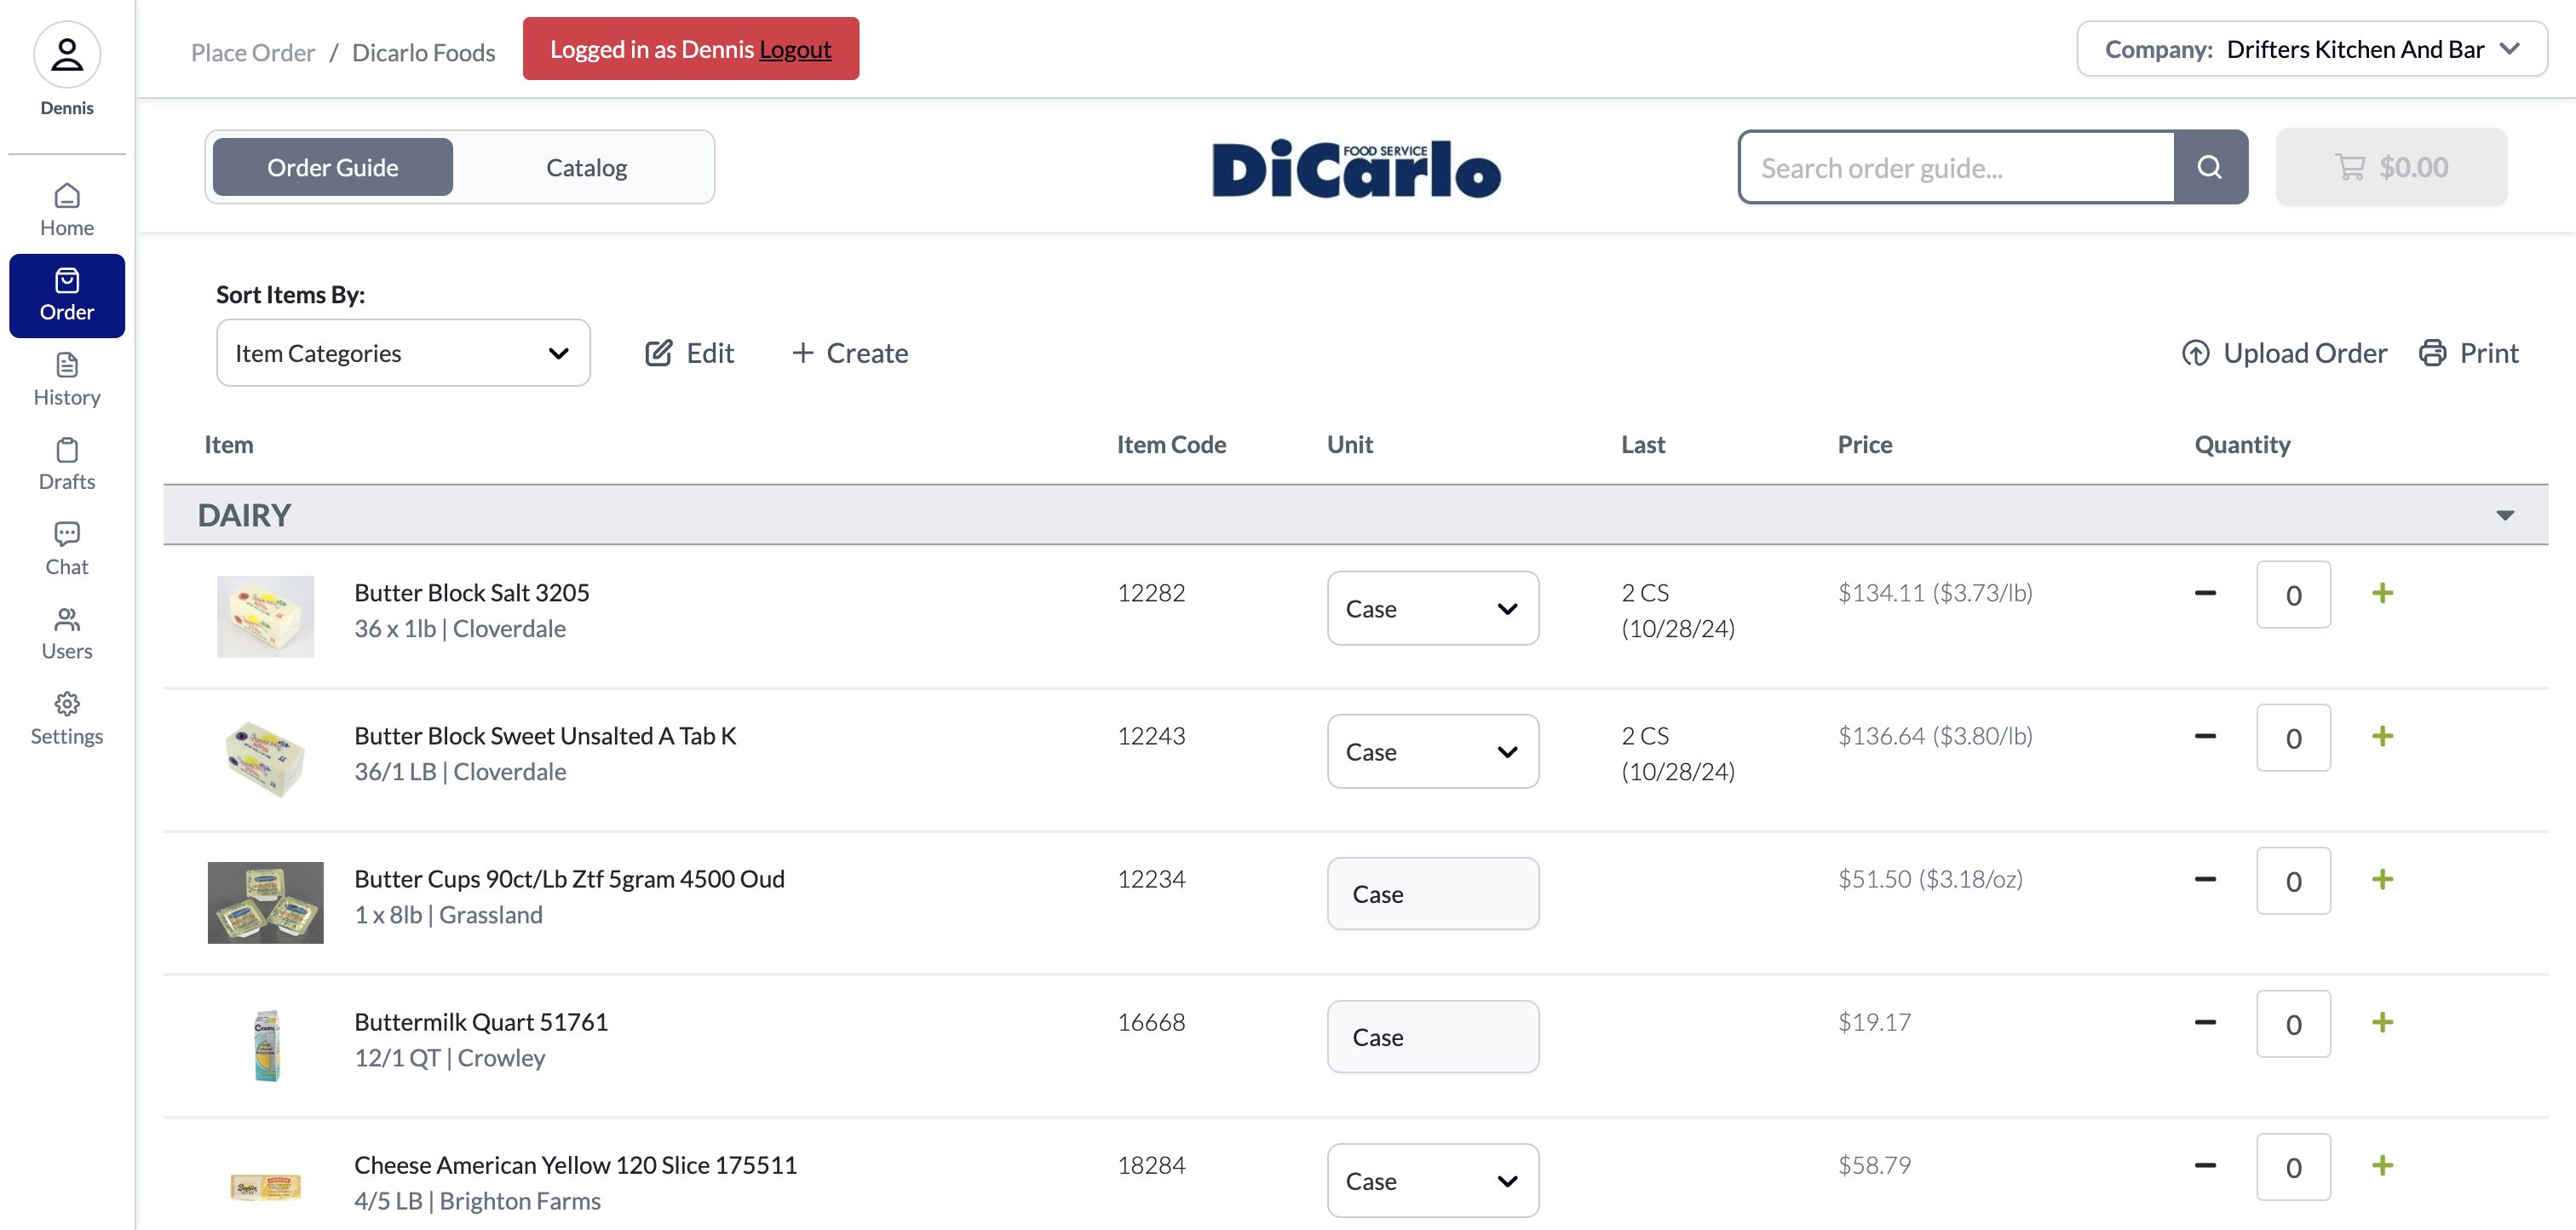 Dennis
Home
Order
History
Drafts
Chat
Users
Settings
Place Order / Dicarlo Foods
Logged in as Dennis Logout
Company: Drifters Kitchen And Bar
Order Guide
Catalog
DiCarlo FOOD SERVICE
Search order guide...
$0.00
Sort Items By:
Item Categories
Edit
+ Create
Upload Order
Print
Item Item Code Unit Last Price Quantity
DAIRY
Butter Block Salt 3205 12282 Case 2 CS $134.11 ($3.73/lb) 0
36 x 1lb | Cloverdale (10/28/24)
Butter Block Sweet Unsalted A Tab K 12243 Case 2 CS $136.64 ($3.80/lb) 0
36/1 LB | Cloverdale (10/28/24)
Butter Cups 90ct/Lb Ztf 5gram 4500 Oud 12234 Case $51.50 ($3.18/oz) 0
1 x 8lb | Grassland
Buttermilk Quart 51761 16668 Case $19.17 0
12/1 QT | Crowley
Cheese American Yellow 120 Slice 175511 18284 Case $58.79 0
4/5 LB | Brighton Farms